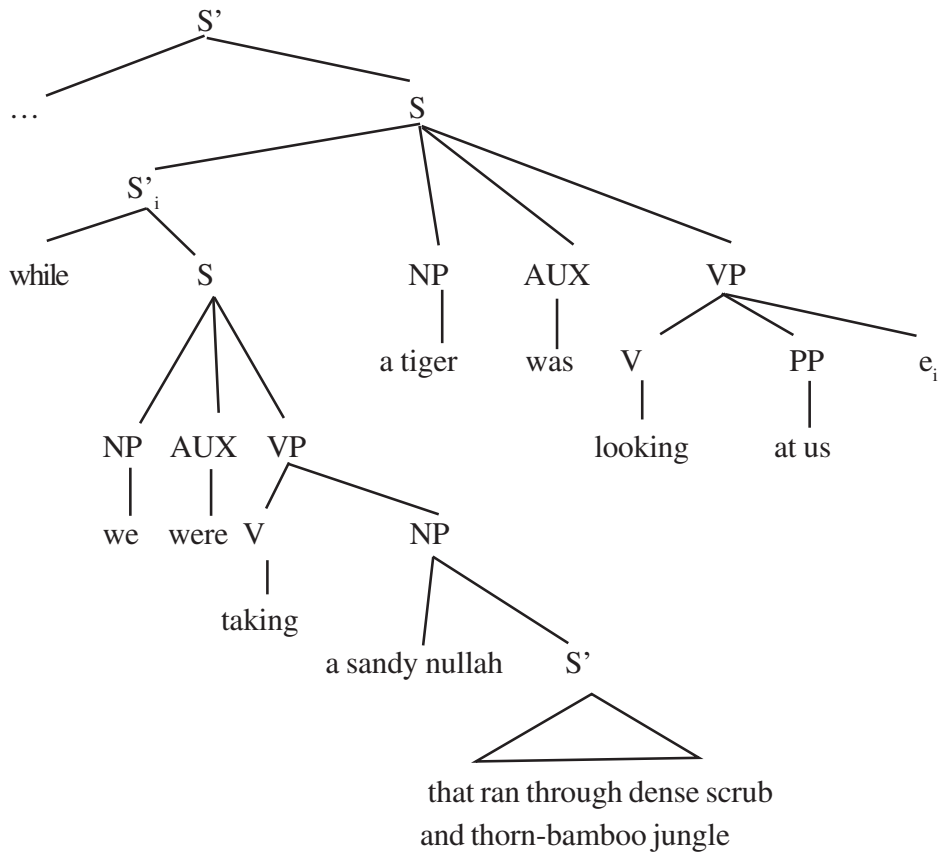 S’
…
S
S’i
while S NP AUX VP
a tiger was V PP ei
NP AUX VP looking at us
we were V NP
taking
a sandy nullah S’
that ran through dense scrub
and thorn-bamboo jungle